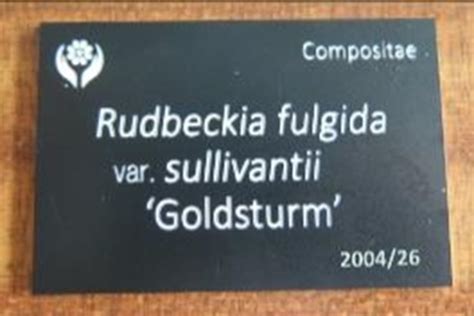 Compositae
Rudbeckia fulgida
var. sullivantii
‘Goldsturm’
2004/26